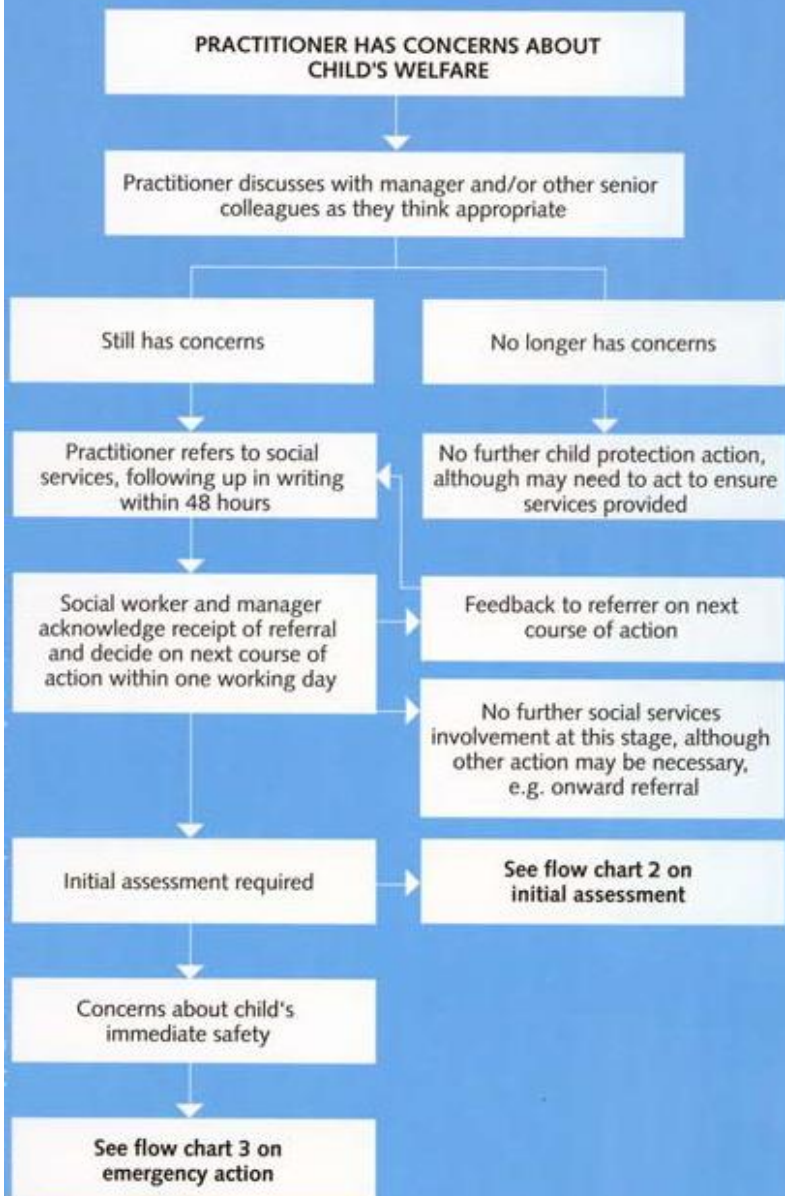 PRACTITIONER HAS CONCERNS ABOUT
CHILD'S WELFARE
Practitioner discusses with manager and/or other senior
colleagues as they think appropriate
Still has concerns
No longer has concerns
Practitioner refers to social
services, following up in writing
within 48 hours
No further child protection action,
although may need to act to ensure
services provided
Social worker and manager
acknowledge receipt of referral
and decide on next course of
action within one working day
Feedback to referrer on next
course of action
No further social services
involvement at this stage, although
other action may be necessary,
e.g. onward referral
Initial assessment required
See flow chart 2 on
initial assessment
Concerns about child's
immediate safety
See flow chart 3 on
emergency action